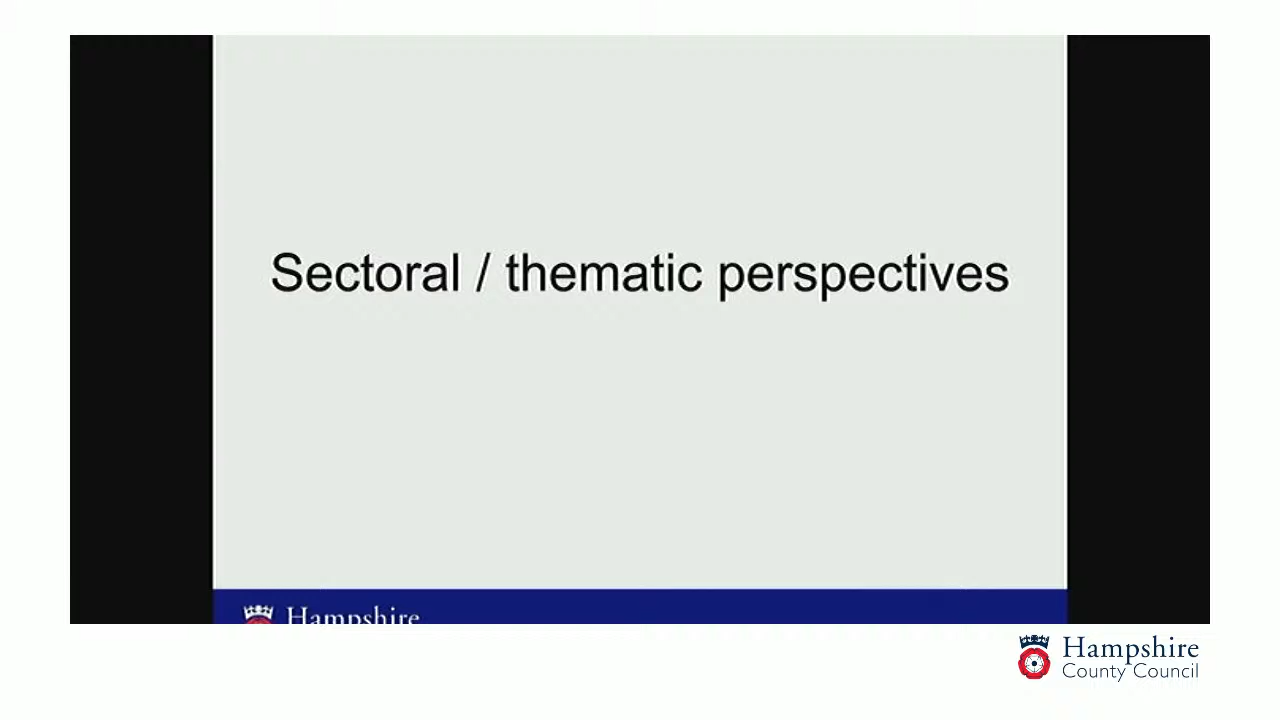 Sectoral / thematic perspectives
Hampshire
Hampshire
County Council